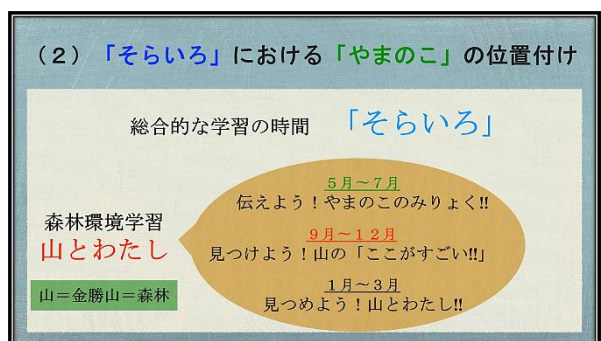 （2）「そらいろ」における「やまのこ」の位置付け
総合的な学習の時間　「そらいろ」
5月〜7月
伝えよう！やまのこのみりょく!!
9月〜12月
見つけよう！山の「ここがすごい!!」
1月〜3月
見つめよう！山とわたし!!
森林環境学習
山とわたし
山＝金勝山＝森林